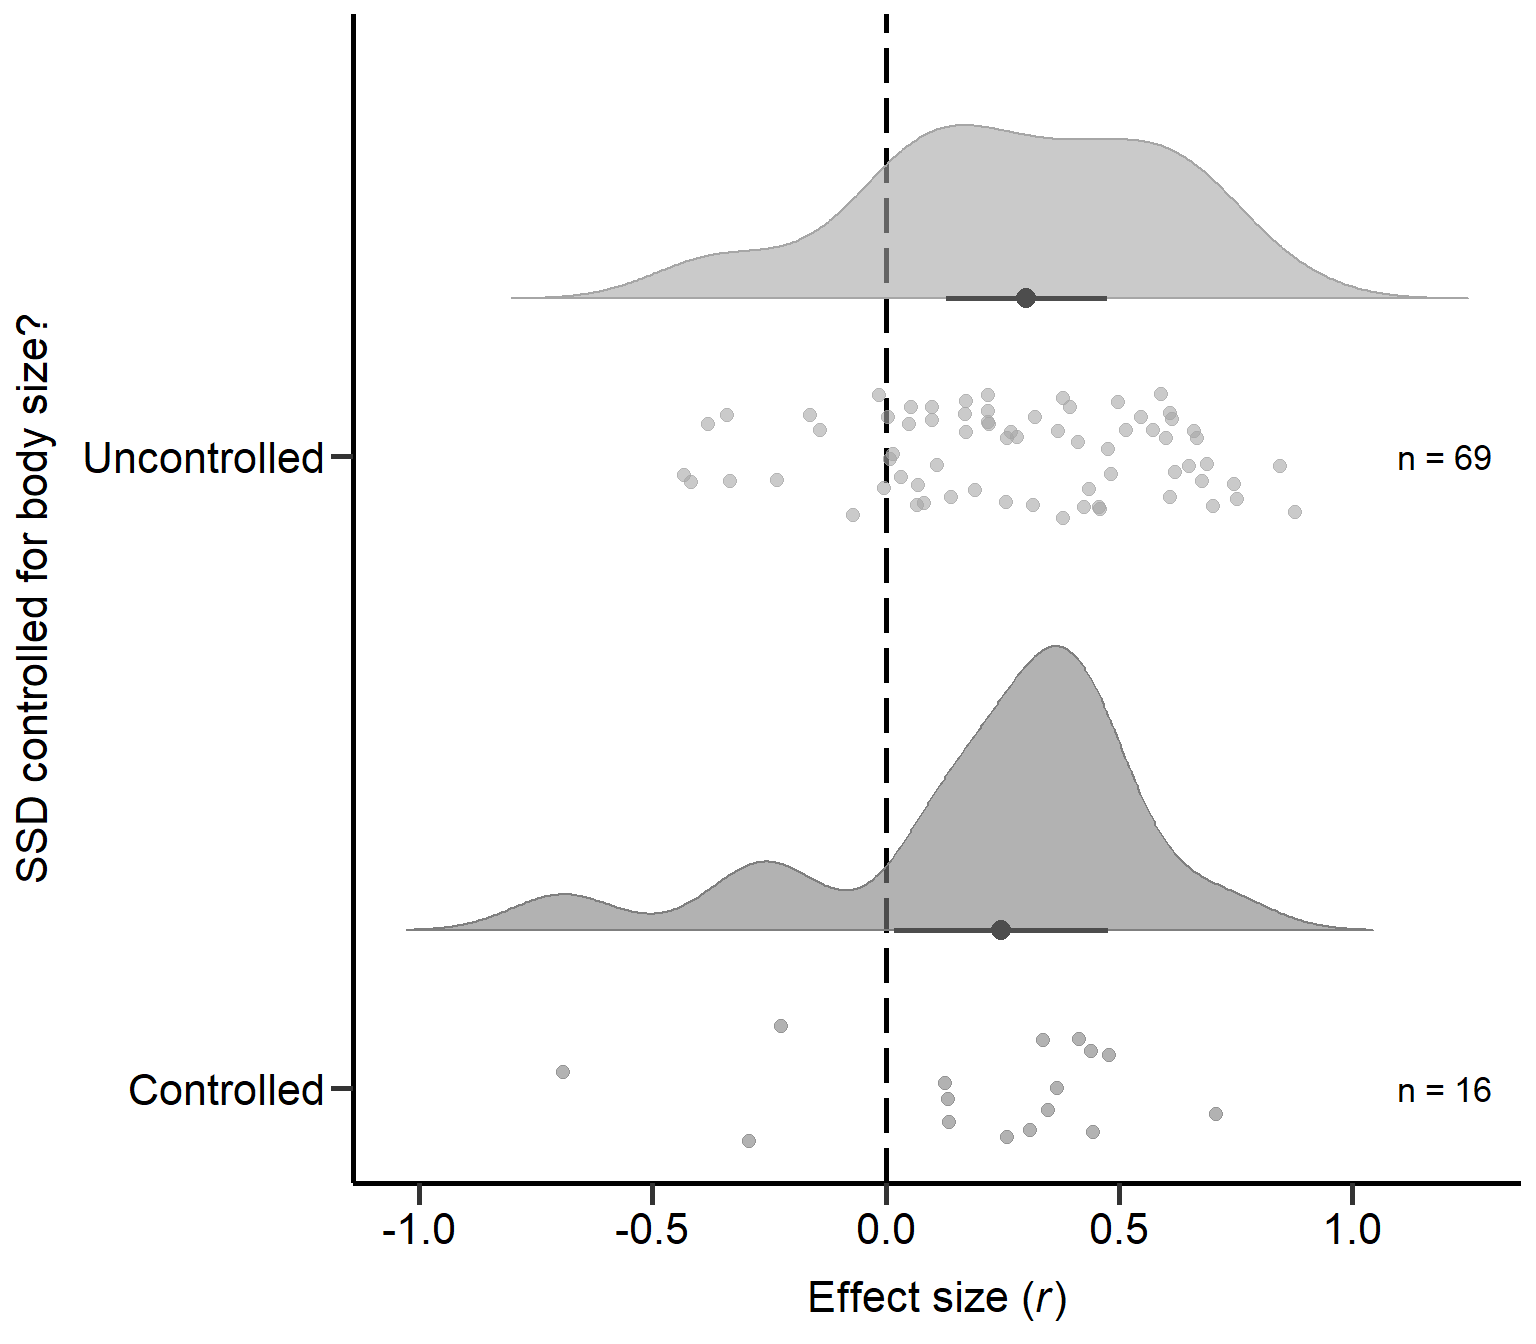 SSD controlled for body size?
Uncontrolled
n = 69
Controlled
n = 16
-1.0 -0.5 0.0 0.5 1.0
Effect size (r)